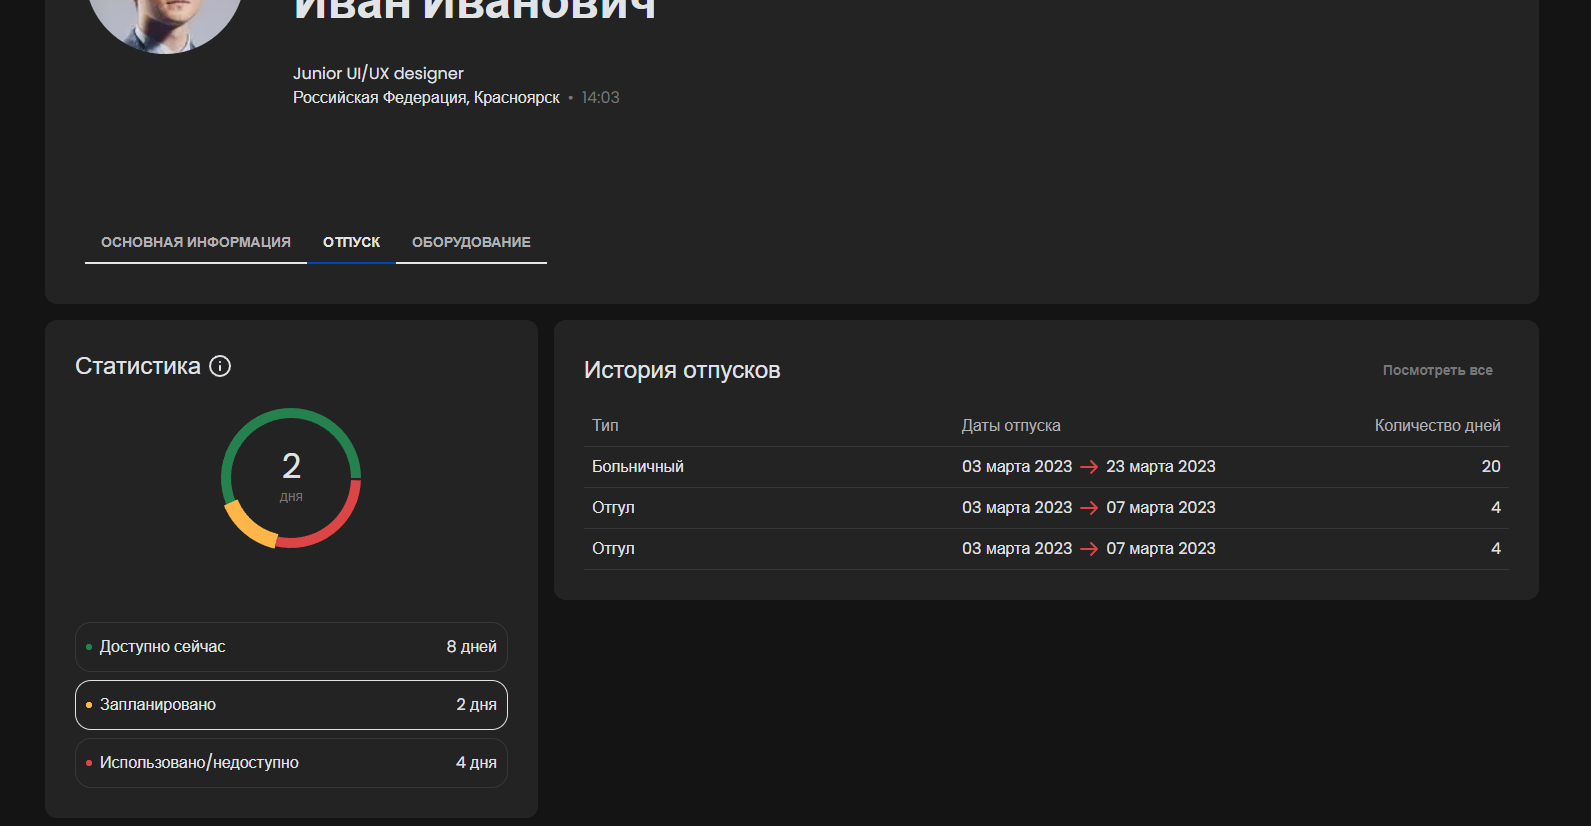 Иван Иванович
Junior UI/UX designer
Российская Федерация, Красноярск • 14:03
ОСНОВНАЯ ИНФОРМАЦИЯ ОТПУСК ОБОРУДОВАНИЕ
Статистика
2
дня
Доступно сейчас 8 дней
Запланировано 2 дня
Использовано/недоступно 4 дня
История отпусков Посмотреть все
Тип Даты отпуска Количество дней
Больничный 03 марта 2023 → 23 марта 2023 20
Отгул 03 марта 2023 → 07 марта 2023 4
Отгул 03 марта 2023 → 07 марта 2023 4